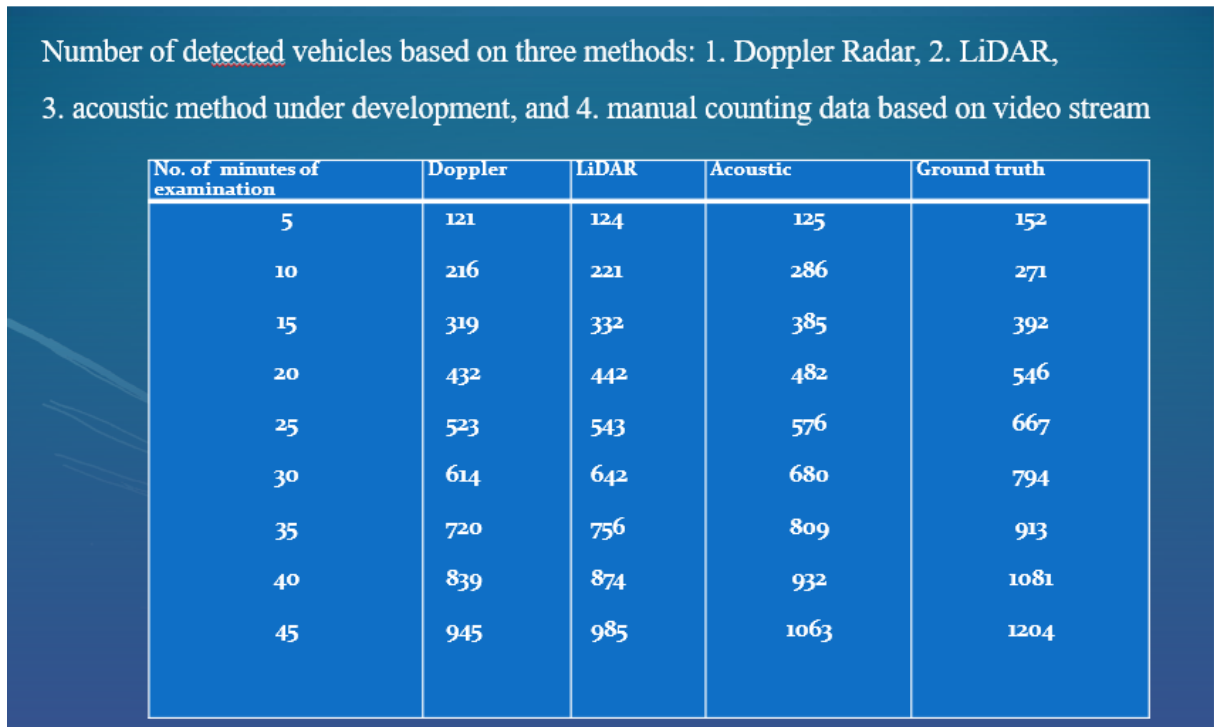 Number of detected vehicles based on three methods: 1. Doppler Radar, 2. LiDAR,
3. acoustic method under development, and 4. manual counting data based on video stream
No. of minutes of examination Doppler LiDAR Acoustic Ground truth
5 121 124 125 152
10 216 221 286 271
15 319 332 385 392
20 432 442 482 546
25 523 543 576 667
30 614 642 680 794
35 720 756 809 913
40 839 874 932 1081
45 945 985 1063 1204